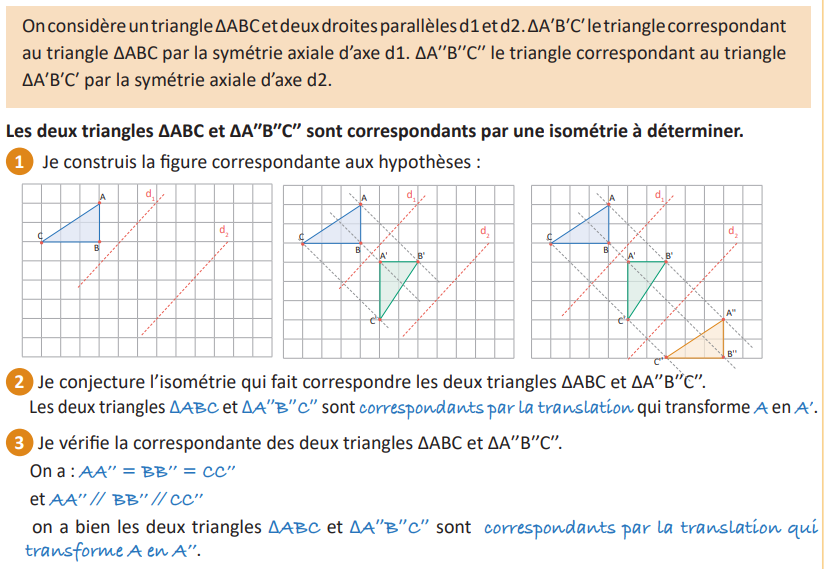 On considère un triangle ΔABC et deux droites parallèles d1 et d2. ΔA'B'C' le triangle correspondant
au triangle ΔABC par la symétrie axiale d'axe d1. ΔA''B''C'' le triangle correspondant au triangle
ΔA'B'C' par la symétrie axiale d'axe d2.
Les deux triangles ΔABC et ΔA''B''C'' sont correspondants par une isométrie à déterminer.
1 Je construis la figure correspondante aux hypothèses :
A d1 d2 C B
A d1 d2 C B A' B' C'
A d1 d2 C B A' B' C' A'' B'' C''
2 Je conjecture l'isométrie qui fait correspondre les deux triangles ΔABC et ΔA''B''C''.
Les deux triangles ΔABC et ΔA''B''C'' sont correspondants par la translation qui transforme A en A'.
3 Je vérifie la correspondante des deux triangles ΔABC et ΔA''B''C''.
On a : AA'' = BB'' = CC''
et AA'' // BB'' // CC''
on a bien les deux triangles ΔABC et ΔA''B''C'' sont correspondants par la translation qui
transforme A en A''.